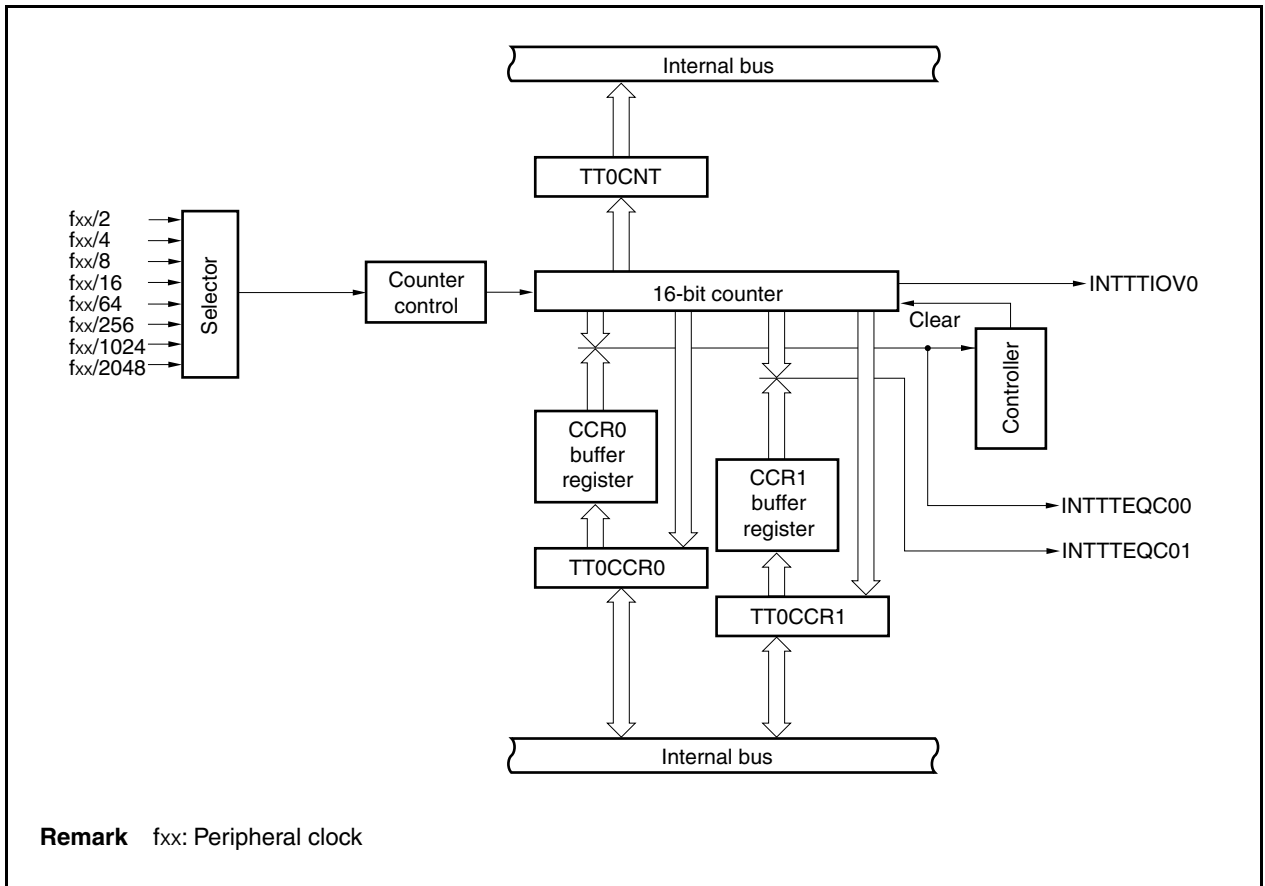 Internal bus
TT0CNT
fxx/2
fxx/4
fxx/8
fxx/16
fxx/64
fxx/256
fxx/1024
fxx/2048
Selector
Counter
control
16-bit counter
INTTTIOV0
Clear
Controller
CCR0
buffer
register
CCR1
buffer
register
INTTTEQC00
INTTTEQC01
TT0CCR0
TT0CCR1
Internal bus
Remark fxx: Peripheral clock